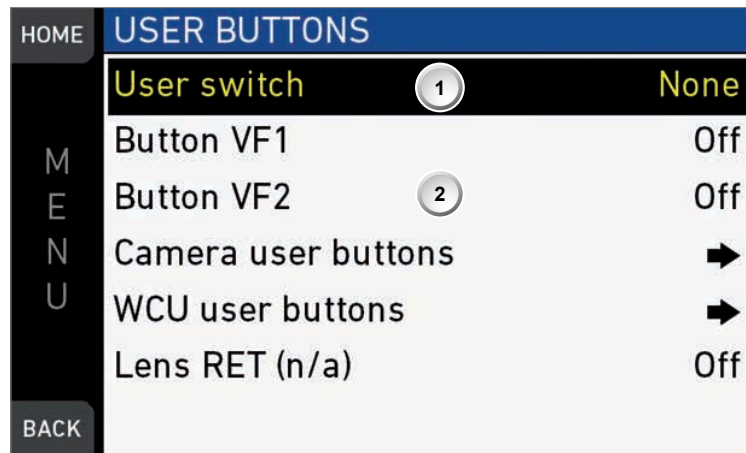 HOME USER BUTTONS
User switch 1 None
Button VF1 Off
Button VF2 2 Off
Camera user buttons
WCU user buttons
Lens RET (n/a) Off
MENU
BACK